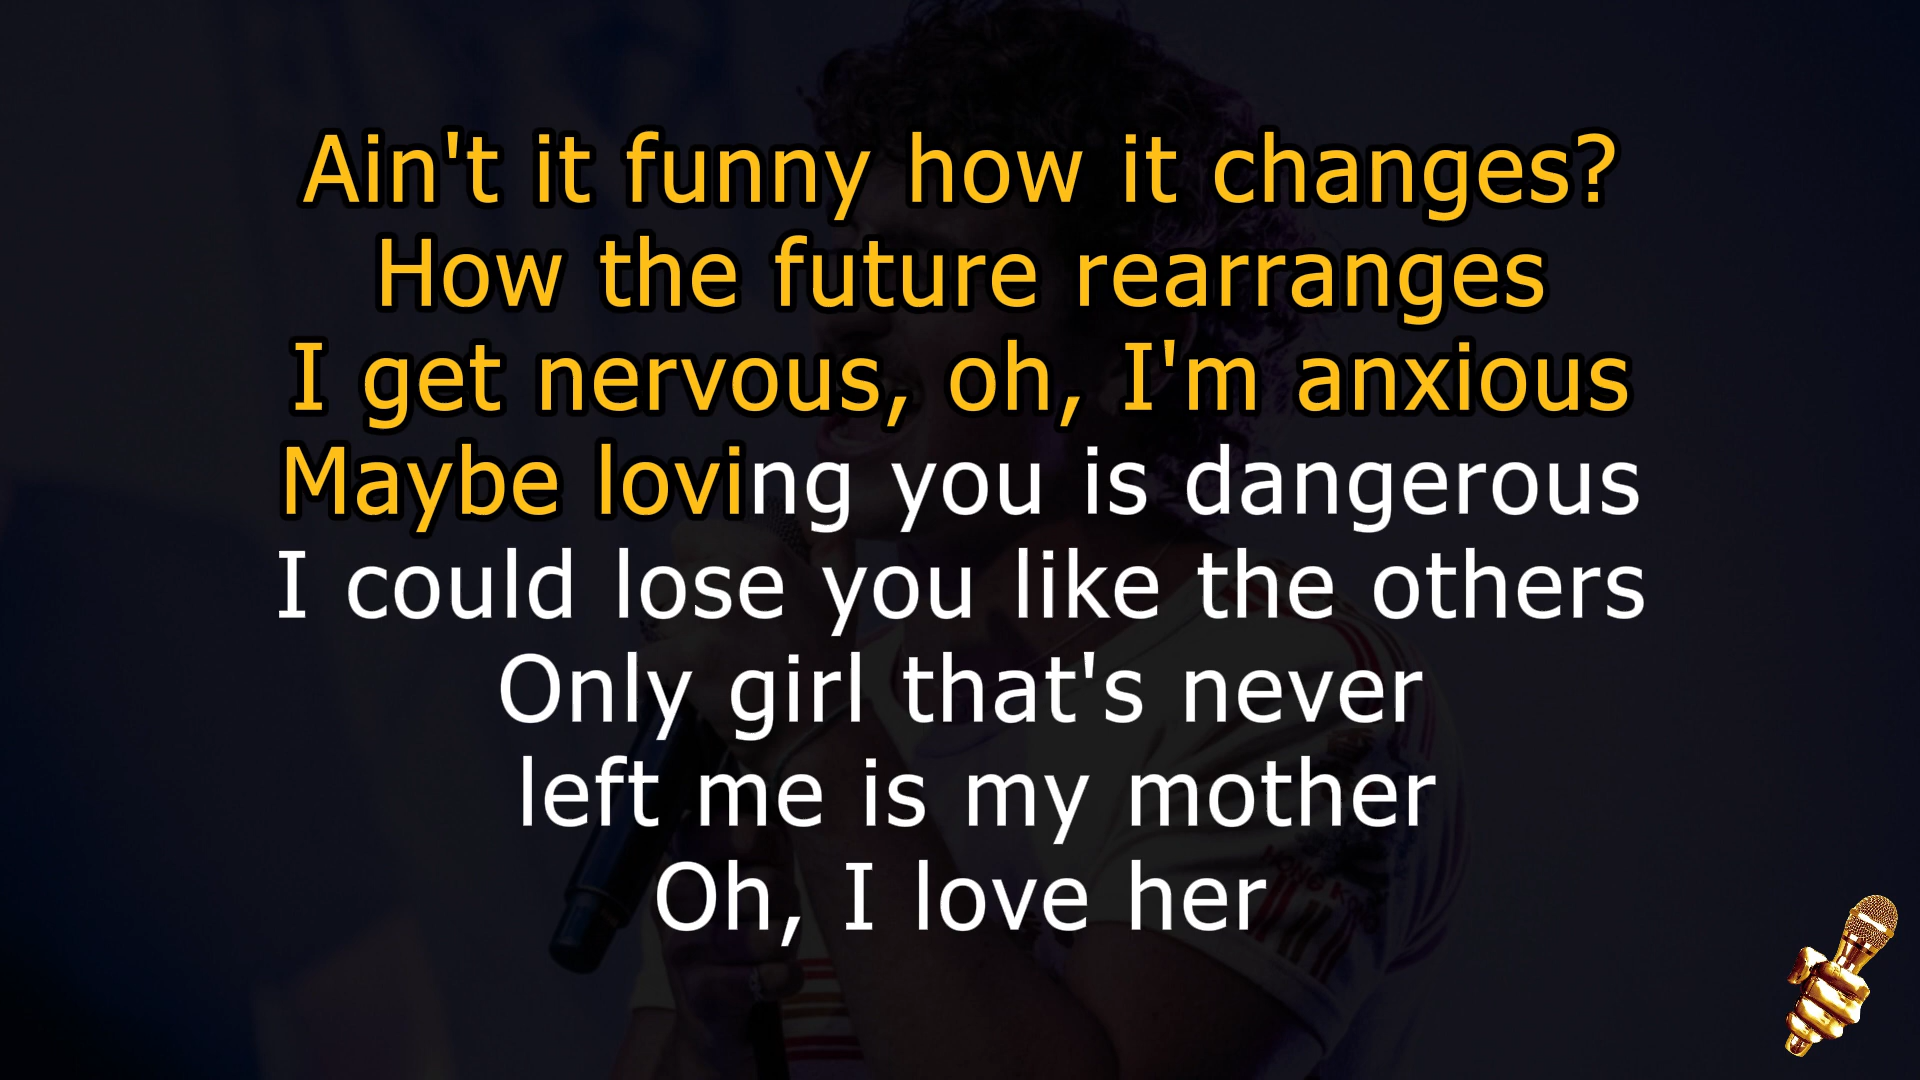 Ain't it funny how it changes?
How the future rearranges
I get nervous, oh, I'm anxious
Maybe loving you is dangerous
I could lose you like the others
Only girl that's never
left me is my mother
Oh, I love her